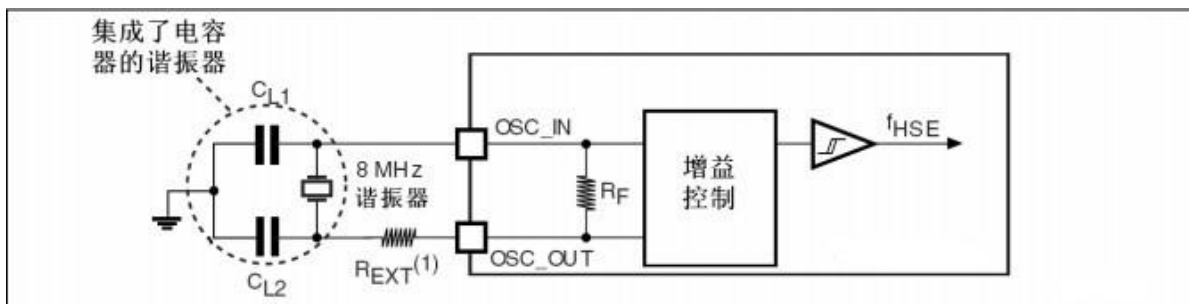 集成了电容
器的谐振器
CL1
OSC_IN
fHSE
8 MHz
谐振器
RF
增益
控制
REXT(1)
OSC_OUT
CL2